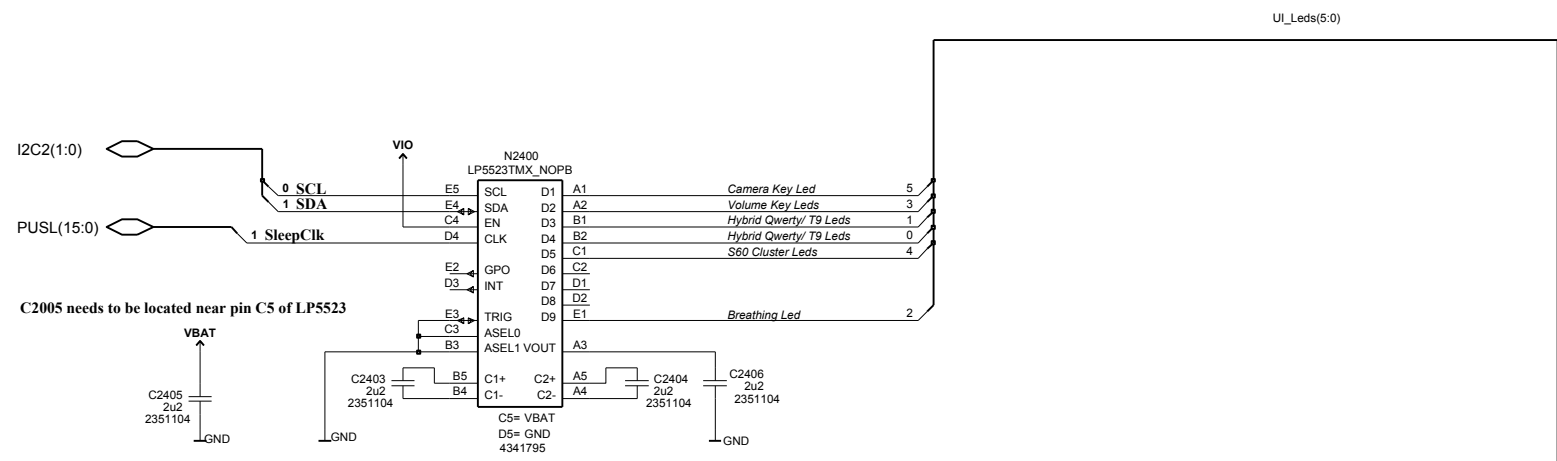 UI_Leds(5:0)
I2C2(1:0)
VIO
N2400
LP5523TMX_NOPB
0 SCL E5 SCL D1 A1 Camera Key Led 5
1 SDA E4 SDA D2 A2 Volume Key Leds 3
C4 EN D3 B1 Hybrid Qwerty/ T9 Leds 1
PUSL(15:0)
1 SleepClk D4 CLK D4 B2 Hybrid Qwerty/ T9 Leds 0
D5 C1 S60 Cluster Leds 4
E2 GPO D6 C2
D3 INT D7 D1
D8 D2
C2005 needs to be located near pin C5 of LP5523
E3 TRIG D9 E1 Breathing Led 2
VBAT
C3 ASEL0
B3 ASEL1 VOUT A3
C2403 B5 C1+ C2+ A5 C2404 C2406
2u2 B4 C1- C2- A4 2u2 2u2
2351104 2351104 2351104
C2405
2u2
2351104
C5= VBAT
D5= GND
4341795
GND
GND
GND